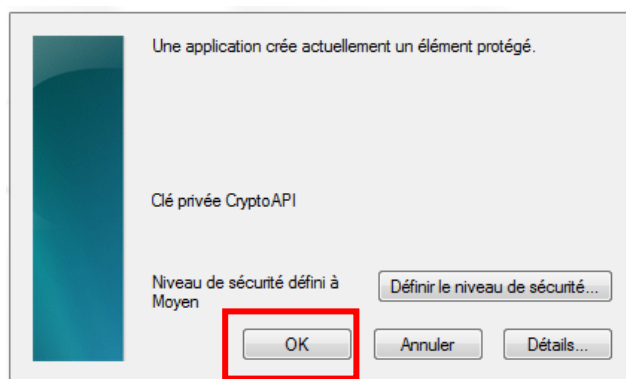 Une application crée actuellement un élément protégé.
Clé privée CryptoAPI
Niveau de sécurité défini à
Moyen
Définir le niveau de sécurité...
OK
Annuler
Détails...